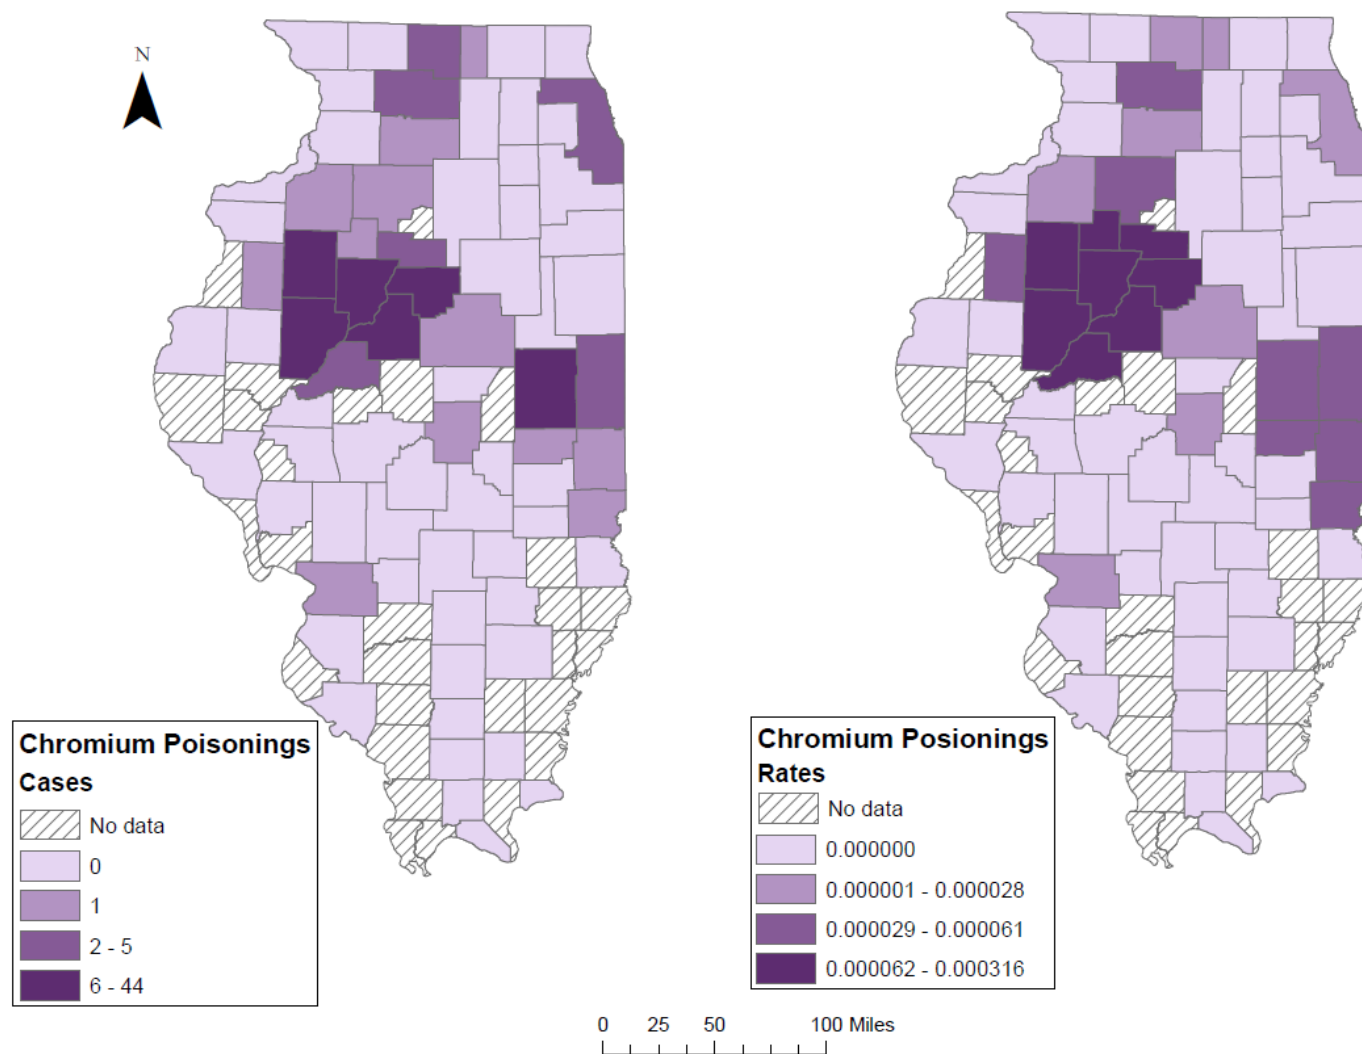 N
Chromium Poisonings
Cases
No data
0
1
2 - 5
6 - 44
Chromium Posionings
Rates
No data
0.000000
0.000001 - 0.000028
0.000029 - 0.000061
0.000062 - 0.000316
0 25 50 100 Miles